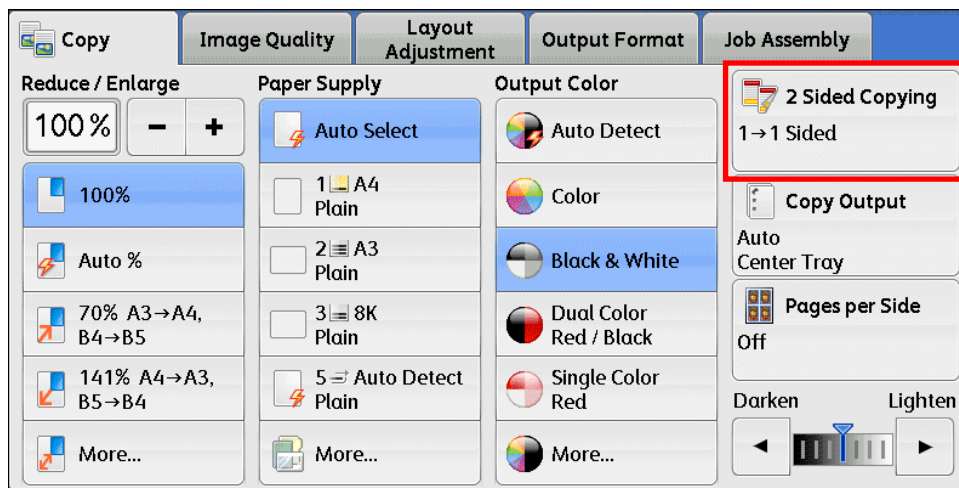 Copy
Image Quality
Layout
Adjustment
Output Format
Job Assembly
Reduce / Enlarge
100%
− +
100%
Auto %
70% A3→A4,
B4→B5
141% A4→A3,
B5→B4
More...
Paper Supply
Auto Select
1 A4
Plain
2 A3
Plain
3 8K
Plain
5 Auto Detect
Plain
More...
Output Color
Auto Detect
Color
Black & White
Dual Color
Red / Black
Single Color
Red
More...
2 Sided Copying
1→1 Sided
Copy Output
Auto
Center Tray
Pages per Side
Off
Darken Lighten